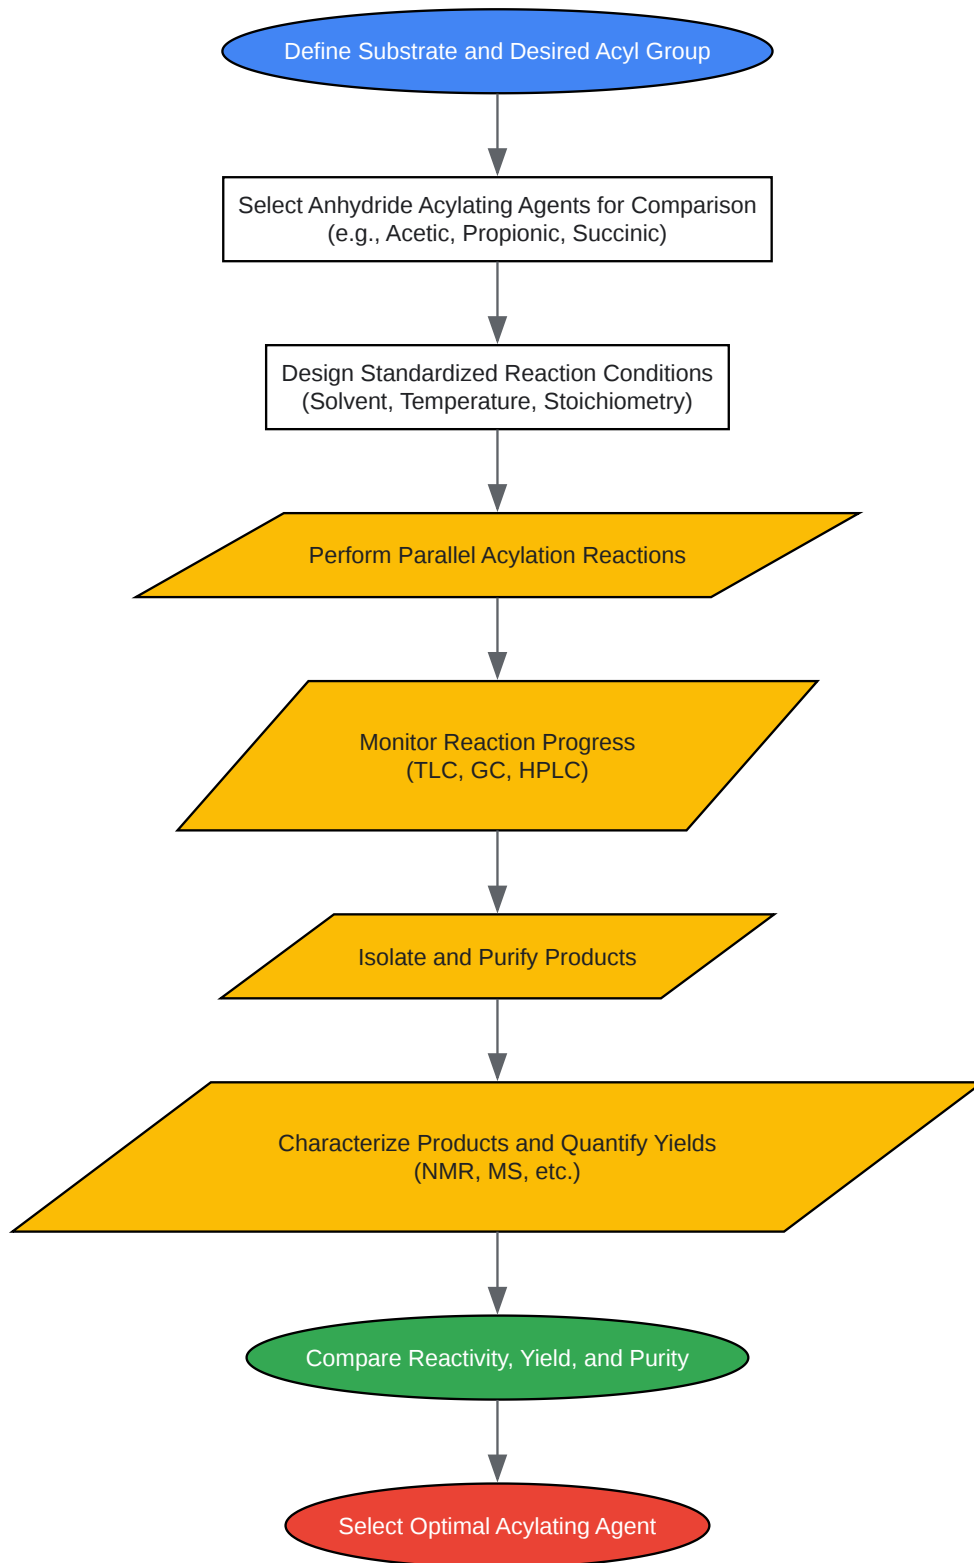 Define Substrate and Desired Acyl Group
Select Anhydride Acylating Agents for Comparison
(e.g., Acetic, Propionic, Succinic)
Design Standardized Reaction Conditions
(Solvent, Temperature, Stoichiometry)
Perform Parallel Acylation Reactions
Monitor Reaction Progress
(TLC, GC, HPLC)
Isolate and Purify Products
Characterize Products and Quantify Yields
(NMR, MS, etc.)
Compare Reactivity, Yield, and Purity
Select Optimal Acylating Agent